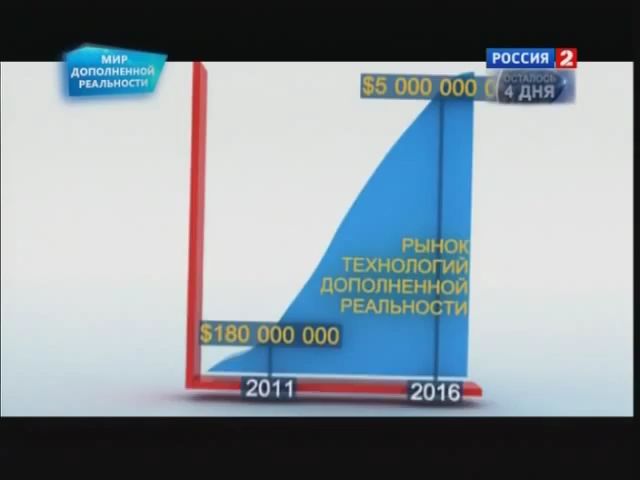 МИР
ДОПОЛНЕННОЙ
РЕАЛЬНОСТИ
РОССИЯ 2
ОСТАЛОСЬ
4 ДНЯ
$5 000 000 0
РЫНОК
ТЕХНОЛОГИЙ
ДОПОЛНЕННОЙ
РЕАЛЬНОСТИ
$180 000 000
2011
2016